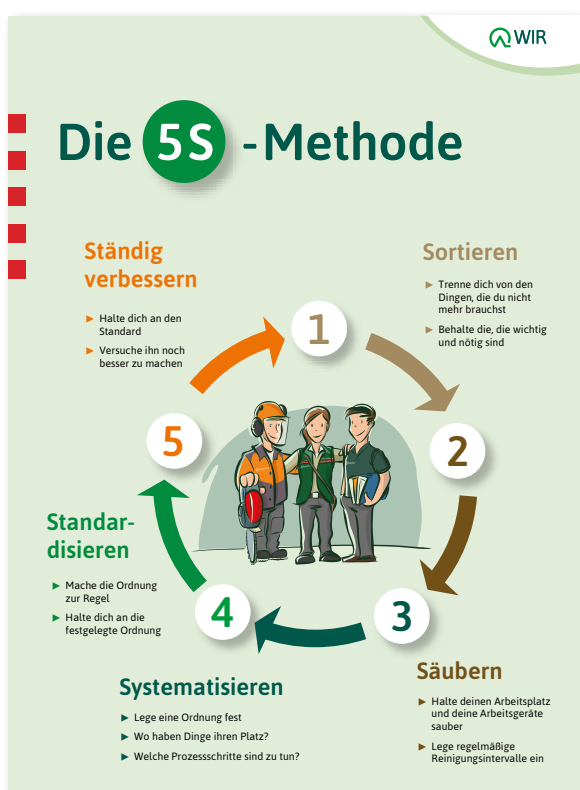 WIR
Die 5S -Methode
Ständig
verbessern
► Halte dich an den
Standard
► Versuche ihn noch
besser zu machen
Sortieren
► Trenne dich von den
Dingen, die du nicht
mehr brauchst
► Behalte die, die wichtig
und nötig sind
1
5
2
Standar-
disieren
► Mache die Ordnung
zur Regel
► Halte dich an die
festgelegte Ordnung
4
3
Systematisieren
► Lege eine Ordnung fest
► Wo haben Dinge ihren Platz?
► Welche Prozessschritte sind zu tun?
Säubern
► Halte deinen Arbeitsplatz
und deine Arbeitsgeräte
sauber
► Lege regelmäßige
Reinigungsintervalle ein